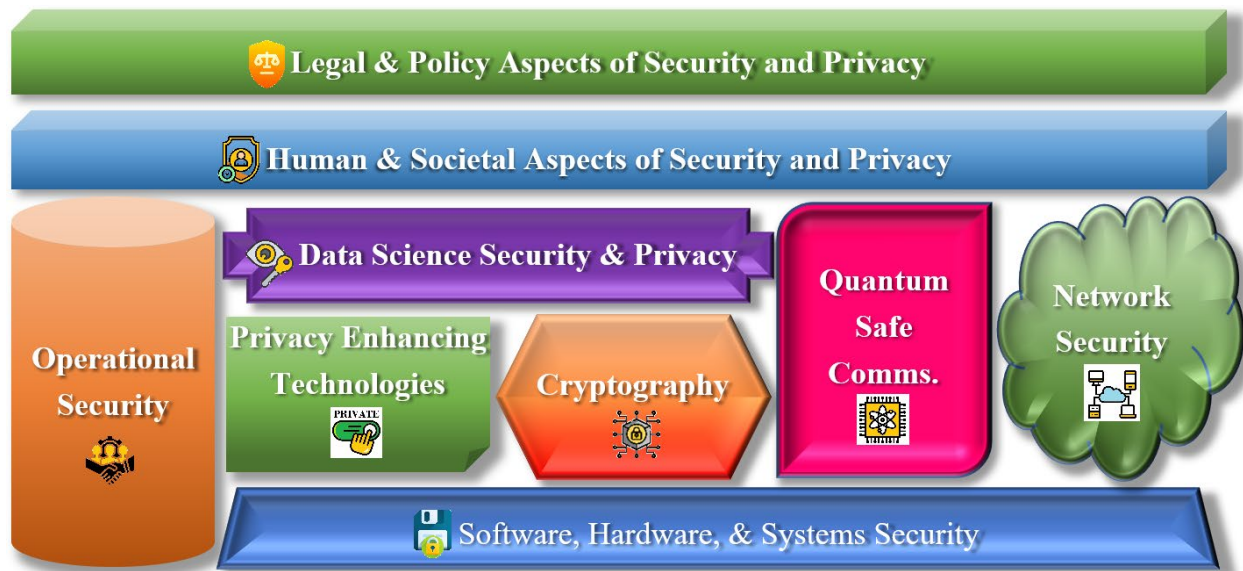 Legal & Policy Aspects of Security and Privacy
Human & Societal Aspects of Security and Privacy
Operational
Security
Data Science Security & Privacy
Privacy Enhancing
Technologies
PRIVATE
Cryptography
Quantum
Safe
Comms.
Network
Security
Software, Hardware, & Systems Security